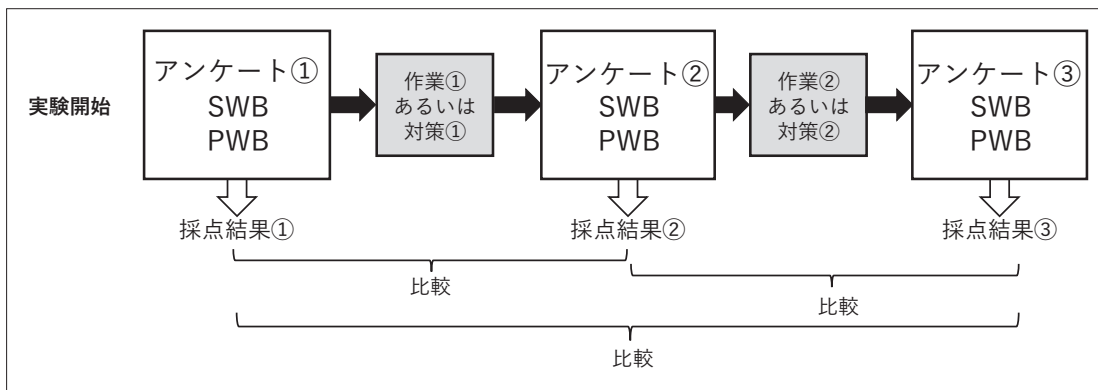 実験開始
アンケート①
SWB
PWB
作業①
あるいは
対策①
アンケート②
SWB
PWB
作業②
あるいは
対策②
アンケート③
SWB
PWB
採点結果①
採点結果②
採点結果③
比較
比較
比較